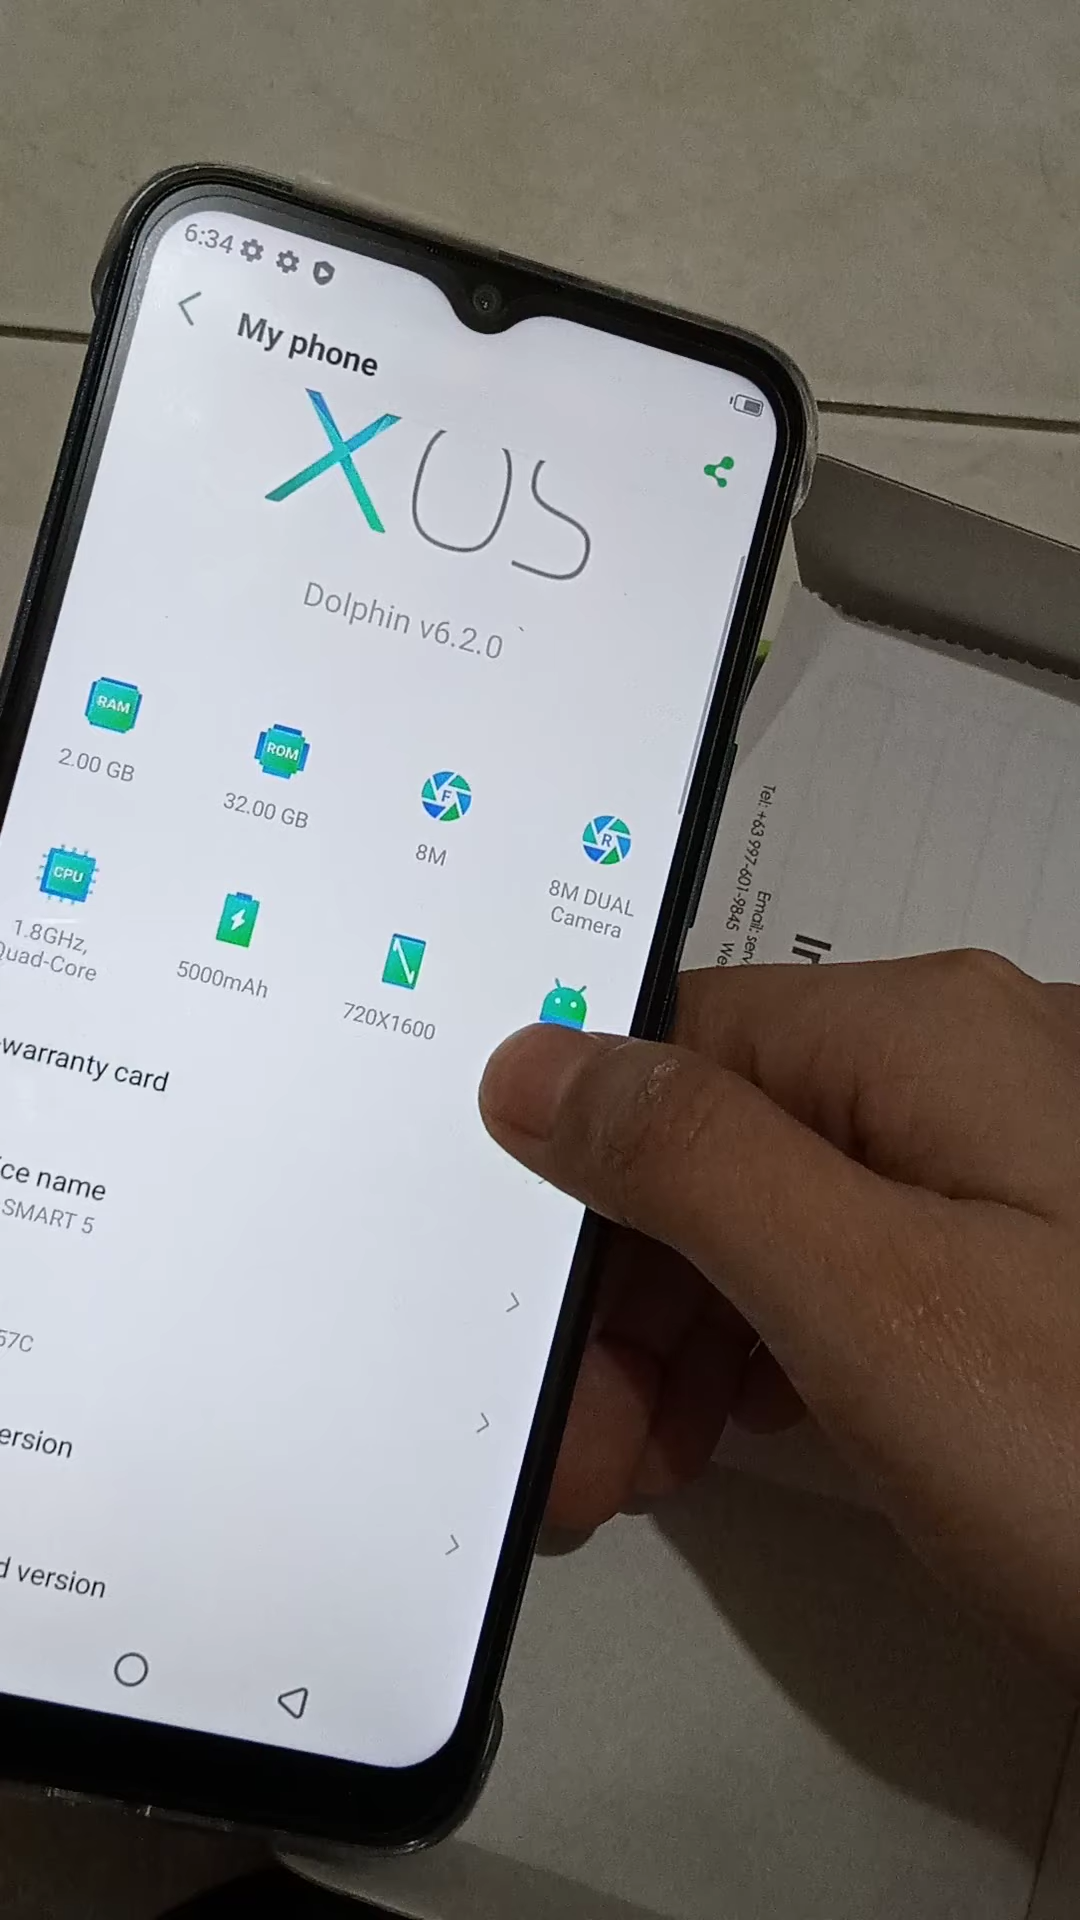 6:34
My phone
XOS
Dolphin v6.2.0
RAM
2.00 GB
ROM
32.00 GB
F
8M
R
8M DUAL
Camera
CPU
1.8GHz,
Quad-Core
5000mAh
720X1600
warranty card
ce name
SMART 5
57C
ersion
d version
Tel: +63 997-601-9845
Email: serv